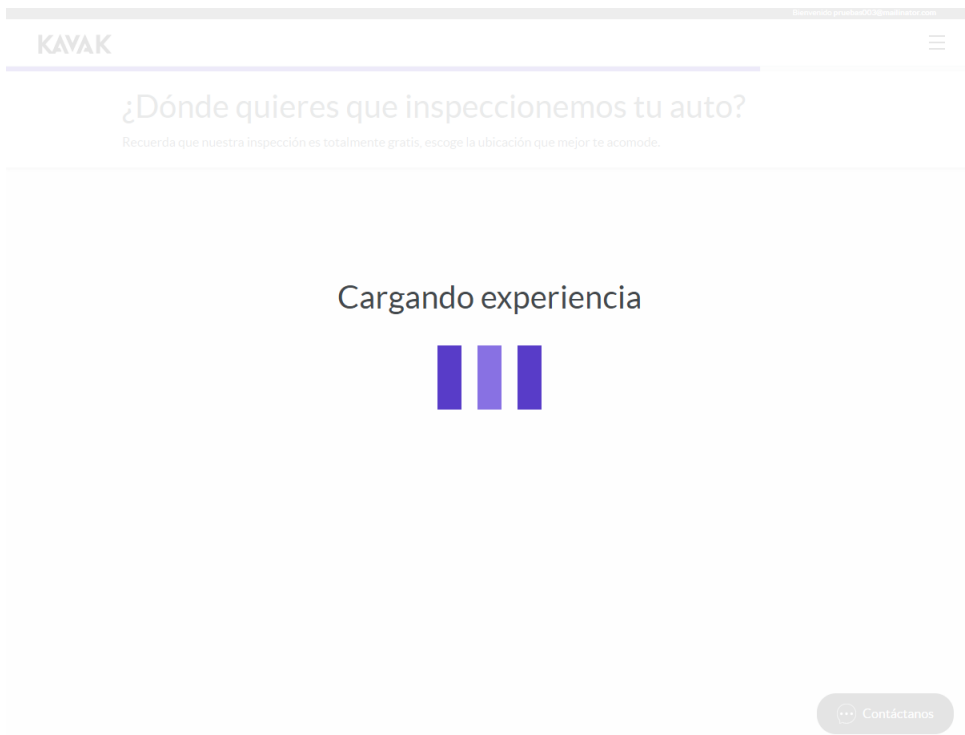 KAVAK
¿Dónde quieres que inspeccionemos tu auto?
Recuerda que nuestra inspección es totalmente gratis, escoge la ubicación que mejor te acomode.
Cargando experiencia
Contáctanos